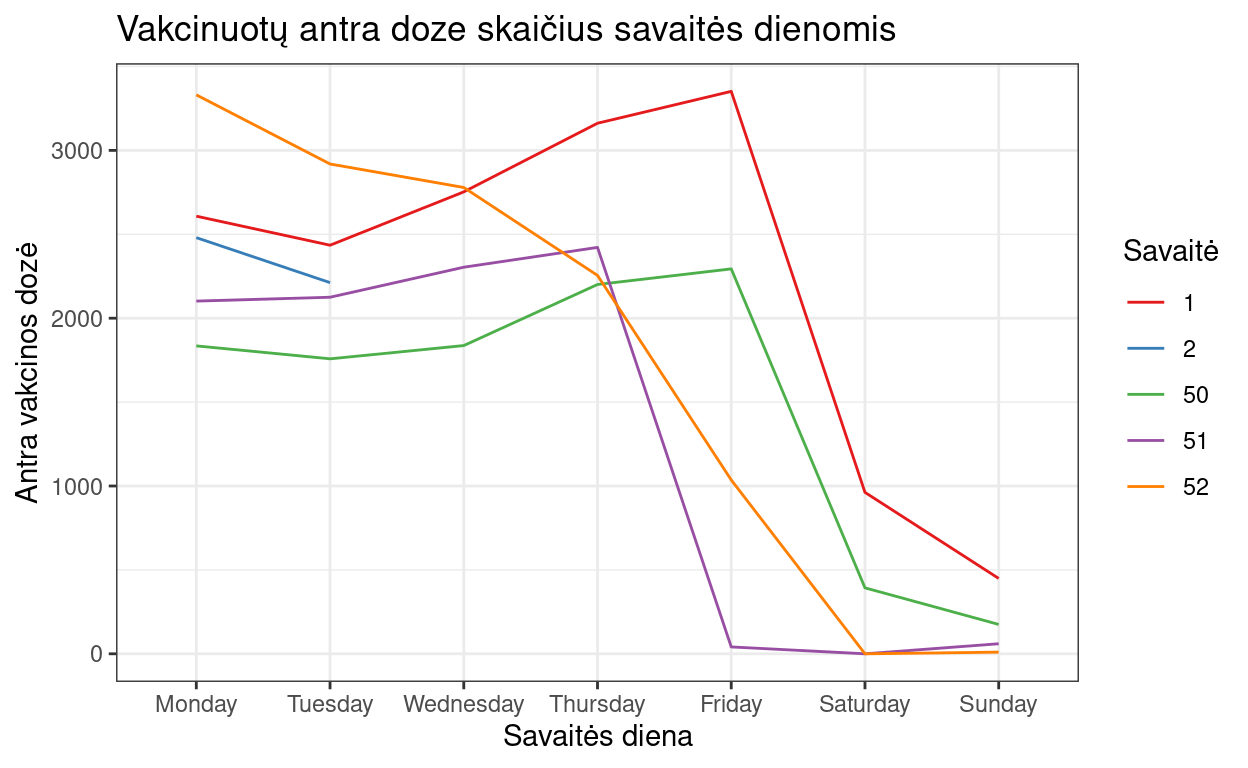 Vakcinuotų antra doze skaičius savaitės dienomis
Antra vakcinos dozė
3000
2000
1000
0
Monday
Tuesday
Wednesday
Thursday
Friday
Saturday
Sunday
Savaitės diena
Savaitė
1
2
50
51
52